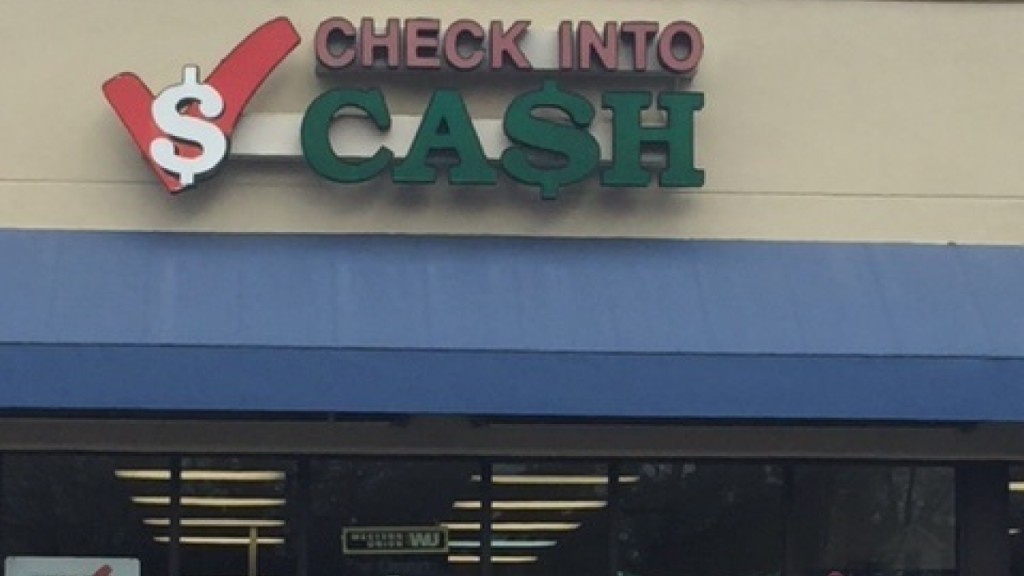 $
CHECK INTO
CA$H
WESTERN
UNION WU